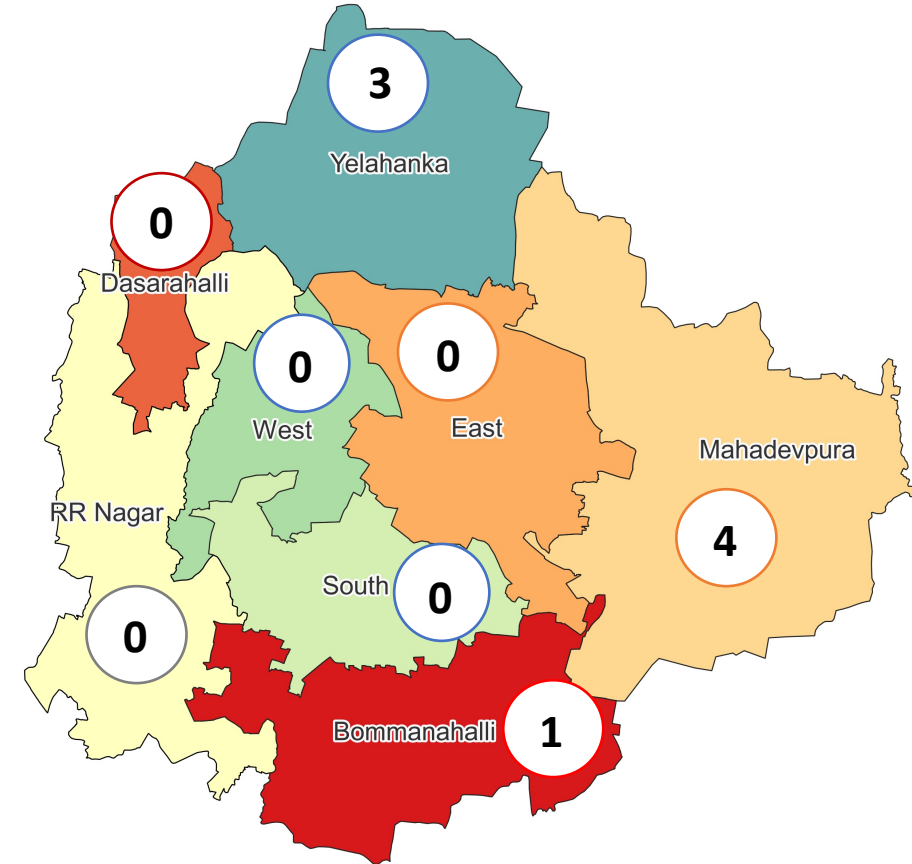 3
Yelahanka
0
Dasarahalli
0
0
West
East
Mahadevpura
RR Nagar
4
South
0
0
Bommanahalli
1